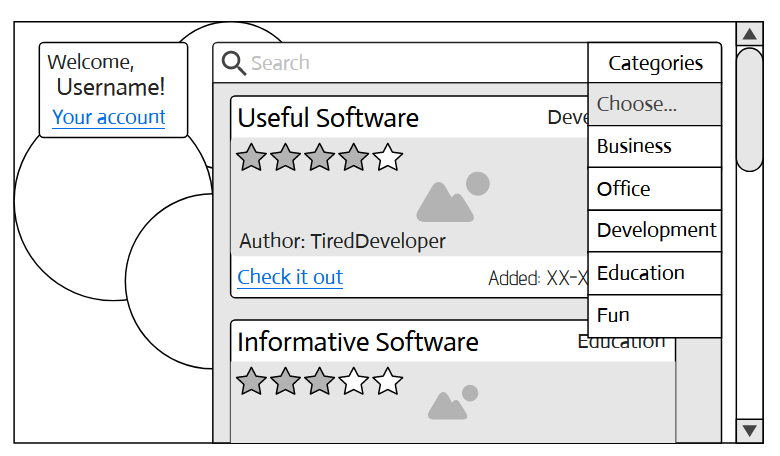 Welcome,
Username!
Your account
Search
Categories
Choose...
Business
Office
Development
Education
Fun
Useful Software
Author: TiredDeveloper
Check it out
Added: XX-X
Informative Software
Education